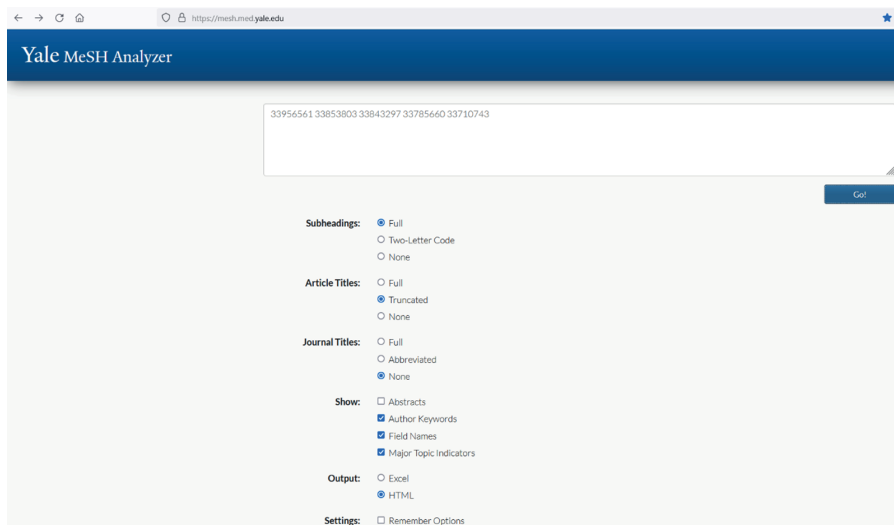 https://mesh.med.yale.edu
Yale MeSH Analyzer
33956561 33853803 33843297 33785660 33710743
Go!
Subheadings: Full
Two-Letter Code
None
Article Titles: Full
Truncated
None
Journal Titles: Full
Abbreviated
None
Show: Abstracts
Author Keywords
Field Names
Major Topic Indicators
Output: Excel
HTML
Settings: Remember Options